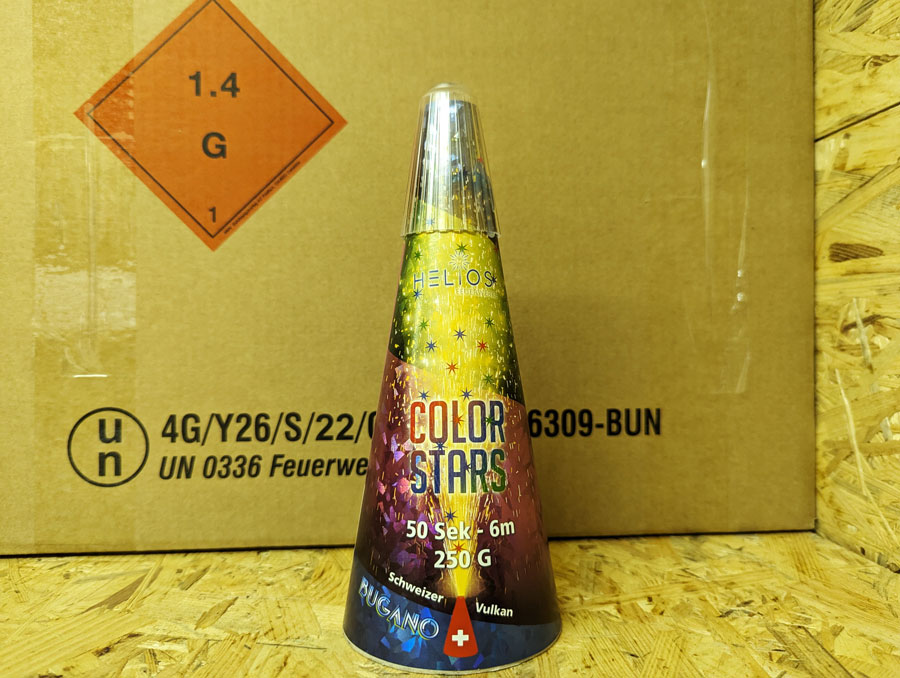 1.4
G
1
HELiOS
COLOR
STARS
50 Sek - 6m
250 G
Schweizer
Vulkan
BUGANO
un
4G/Y26/S/22/
6309-BUN
UN 0336 Feuerwe